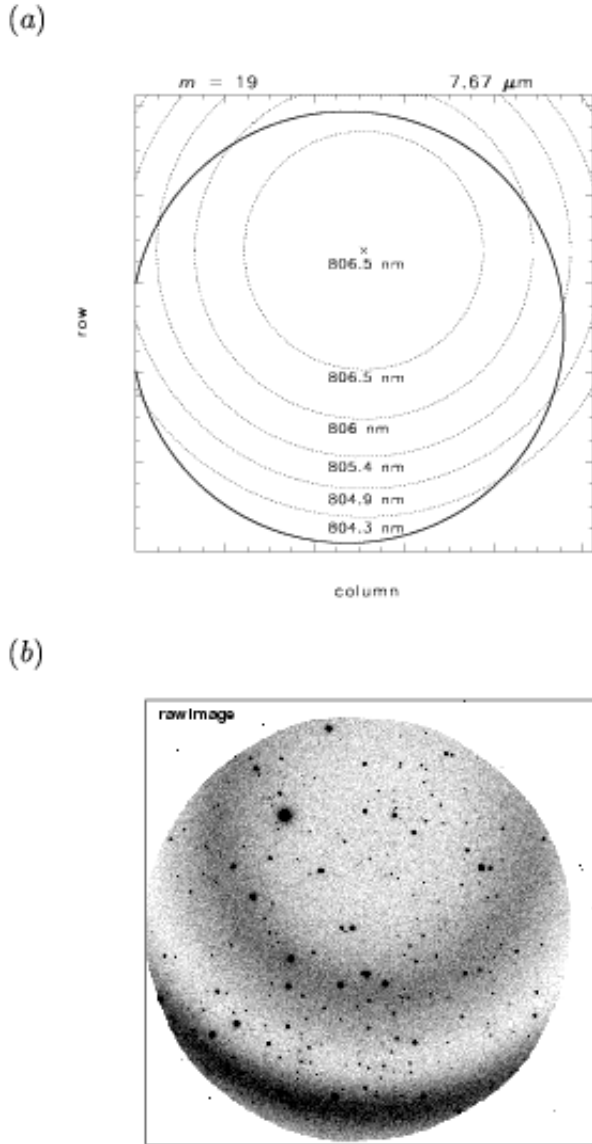 (a)
m = 19 7.67 μm
806.5 nm
806.5 nm
806 nm
805.4 nm
804.9 nm
804.3 nm
row
column
(b)
raw image